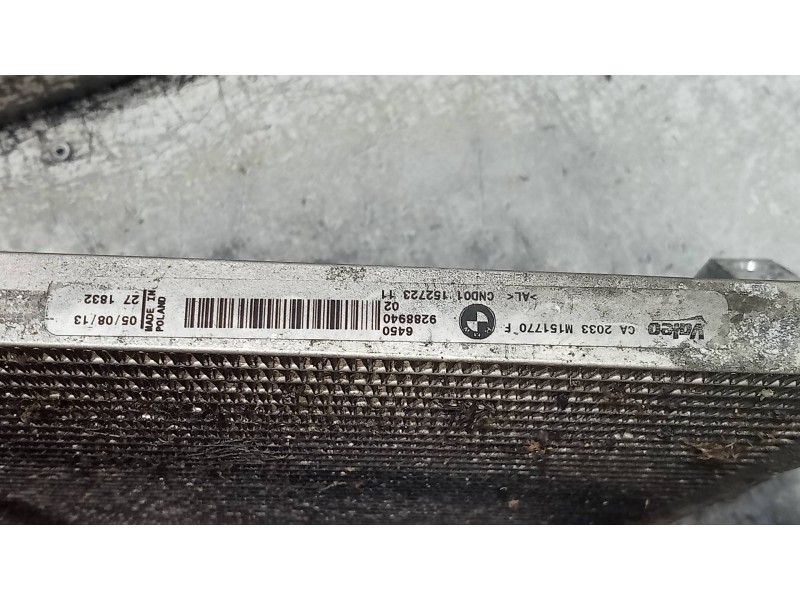 Valeo
CA 2033 M151770 F
>AL< CND01 152723 11
6450
9288940
02
MADE IN
POLAND
05/08/13
27 1832